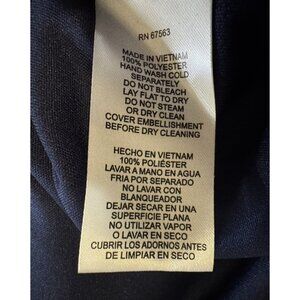 RN 67563
MADE IN VIETNAM
100% POLYESTER
HAND WASH COLD
SEPARATELY
DO NOT BLEACH
LAY FLAT TO DRY
DO NOT STEAM
OR DRY CLEAN
COVER EMBELLISHMENT
BEFORE DRY CLEANING
HECHO EN VIETNAM
100% POLIÉSTER
LAVAR A MANO EN AGUA
FRIA POR SEPARADO
NO LAVAR CON
BLANQUEADOR
DEJAR SECAR EN UNA
SUPERFICIE PLANA
NO UTILIZAR VAPOR
O LAVADO EN SECO
CUBRIR LOS ADORNOS ANTES
DE LIMPIAR EN SECO